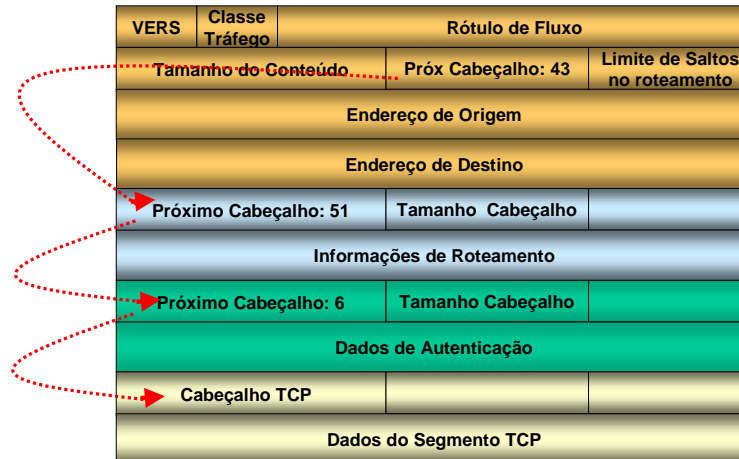 VERS
Classe
Tráfego
Rótulo de Fluxo
Tamanho do Conteúdo
Próx Cabeçalho: 43
Limite de Saltos
no roteamento
Endereço de Origem
Endereço de Destino
Próximo Cabeçalho: 51
Tamanho Cabeçalho
Informações de Roteamento
Próximo Cabeçalho: 6
Tamanho Cabeçalho
Dados de Autenticação
Cabeçalho TCP
Dados do Segmento TCP